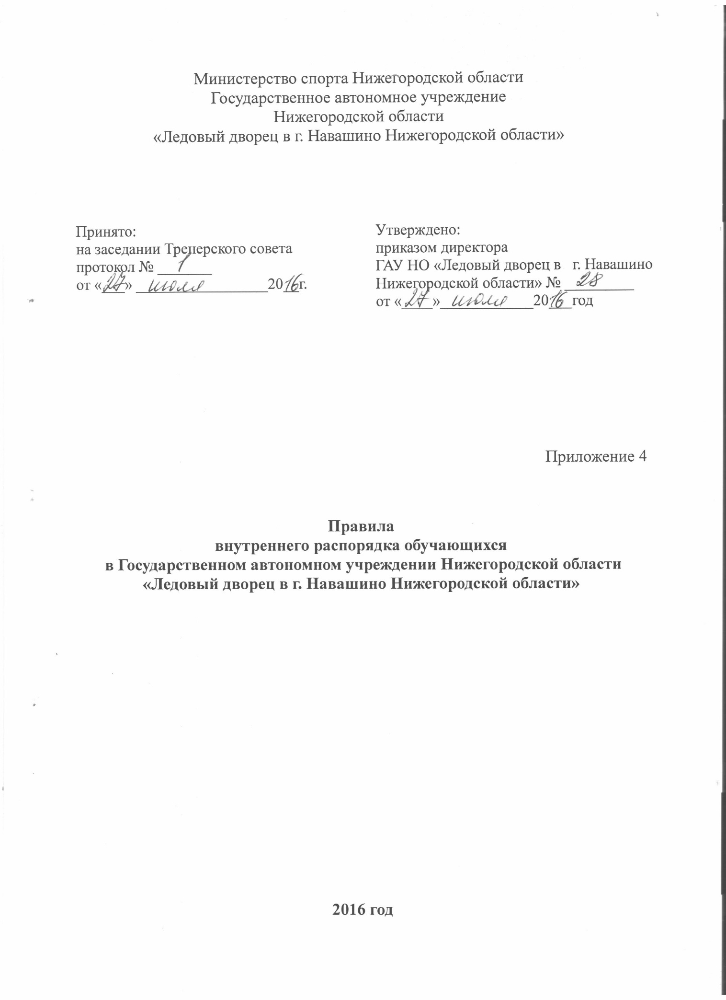 Министерство спорта Нижегородской области
Государственное автономное учреждение
Нижегородской области
«Ледовый дворец в г. Навашино Нижегородской области»
Принято:
на заседании Тренерского совета
протокол № 1
от «27» июля 2016г.
Утверждено:
приказом директора
ГАУ НО «Ледовый дворец в г. Навашино
Нижегородской области» № 28
от «27» июля 2016 год
Приложение 4
Правила
внутреннего распорядка обучающихся
в Государственном автономном учреждении Нижегородской области
«Ледовый дворец в г. Навашино Нижегородской области»
2016 год